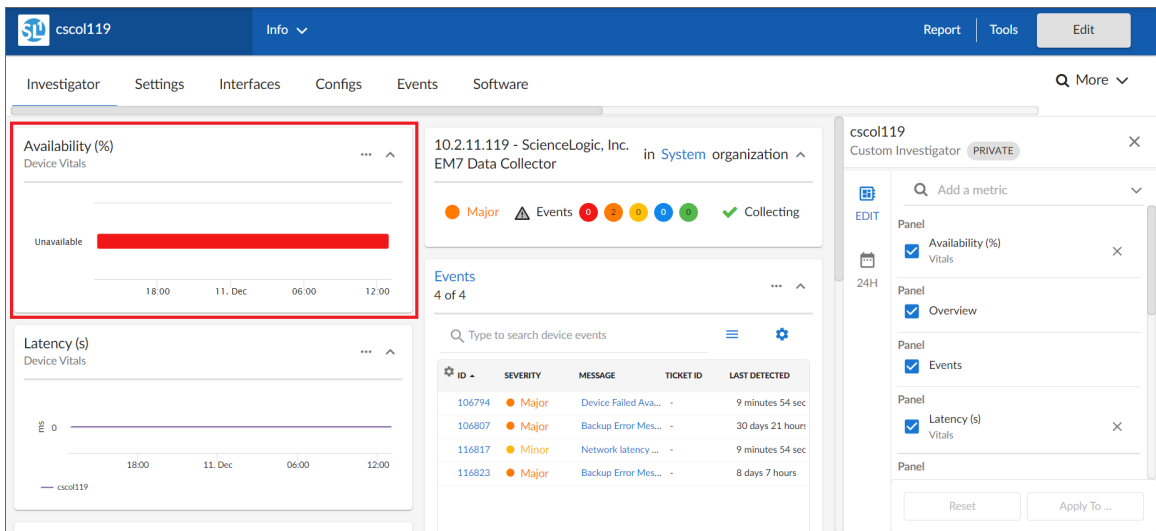 SL1 cscol119
Info
Report
Tools
Edit
Investigator
Settings
Interfaces
Configs
Events
Software
More
Availability (%)
Device Vitals
Unavailable
18:00
11. Dec
06:00
12:00
Latency (s)
Device Vitals
ms
0
18:00
11. Dec
06:00
12:00
cscol119
10.2.11.119 - ScienceLogic, Inc.
EM7 Data Collector
in System organization
Major
Events
0
2
0
0
0
Collecting
Events
4 of 4
Type to search device events
ID
SEVERITY
MESSAGE
TICKET ID
LAST DETECTED
106794 Major Device Failed Ava... - 9 minutes 54 sec
106807 Major Backup Error Mes... - 30 days 21 hours
116817 Minor Network latency ... - 9 minutes 54 sec
116823 Major Backup Error Mes... - 8 days 7 hours
cscol119
Custom Investigator PRIVATE
EDIT
24H
Add a metric
Panel
Availability (%)
Vitals
Panel
Overview
Panel
Events
Panel
Latency (s)
Vitals
Panel
Reset
Apply To ...